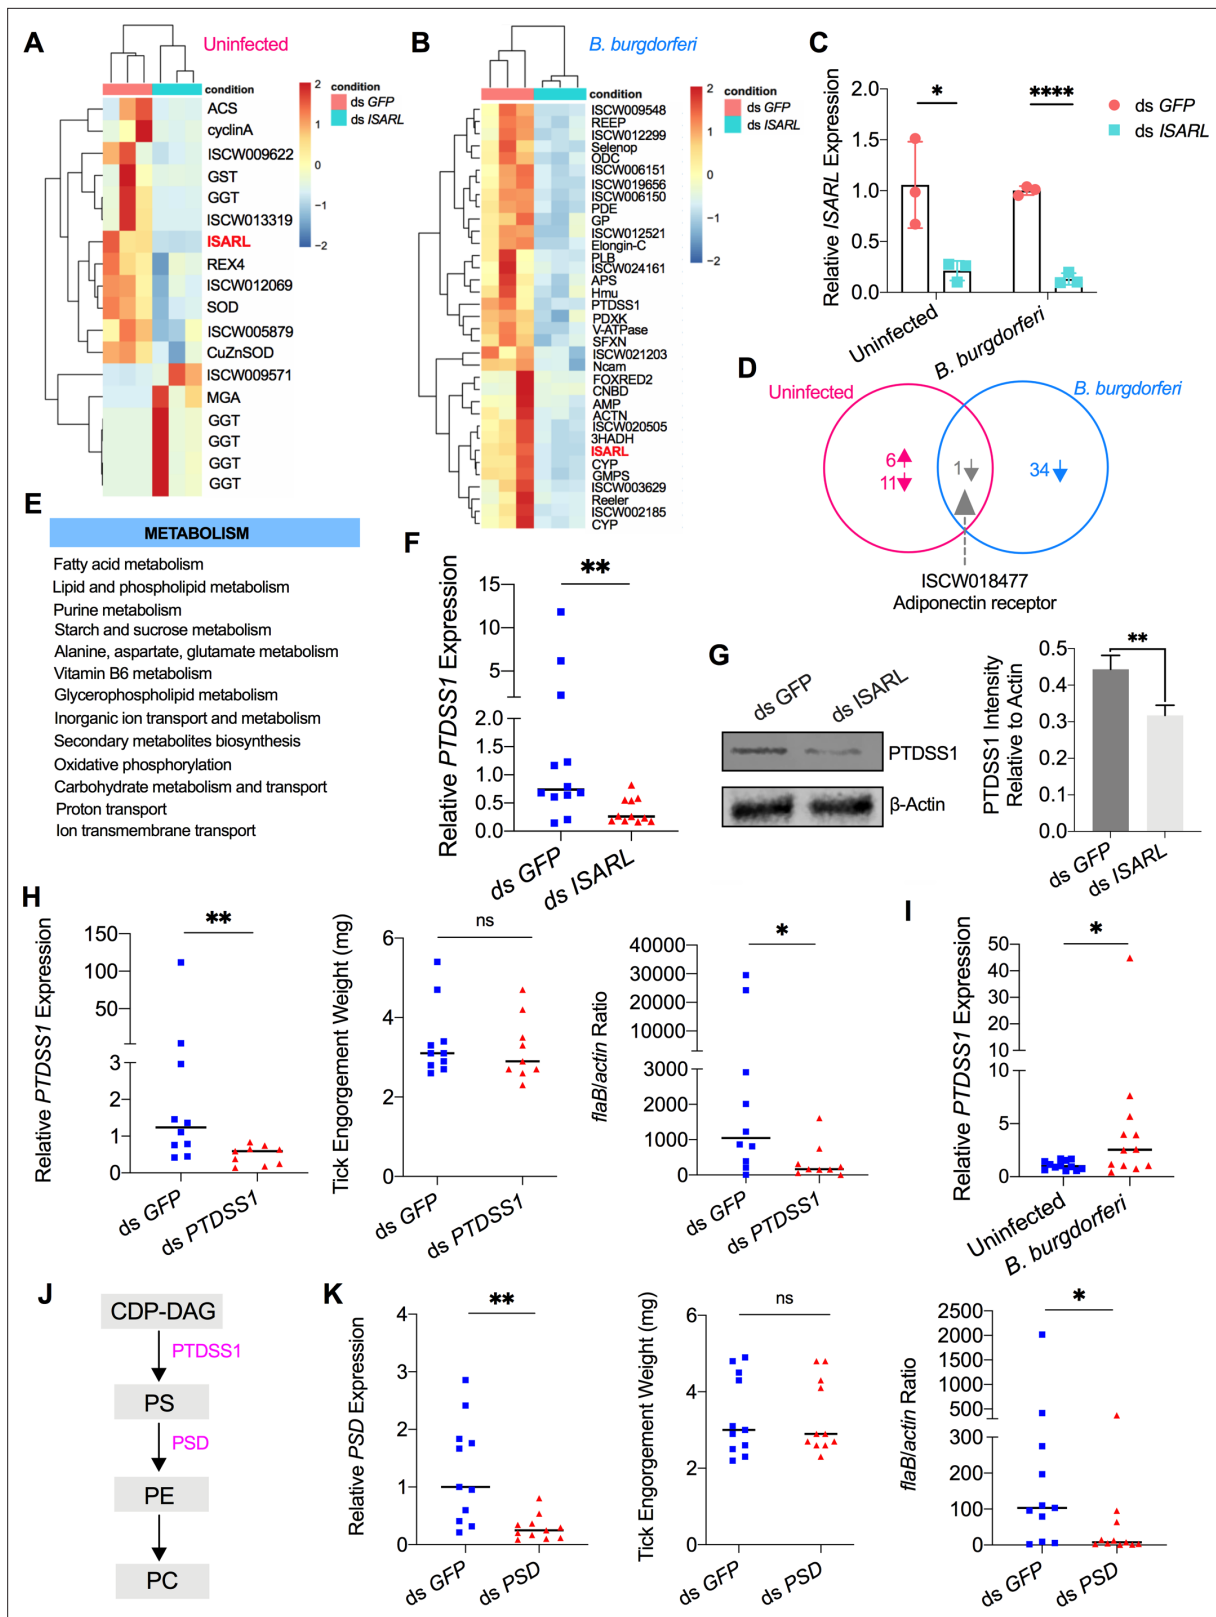 A
Uninfected
condition
ds GFP
ds ISARL
2
1
0
−1
−2
ACS
cyclinA
ISCW009622
GST
GGT
ISCW013319
ISARL
REX4
ISCW012069
SOD
ISCW005879
CuZnSOD
ISCW009571
MGA
GGT
GGT
GGT
GGT
B
B. burgdorferi
condition
ds GFP
ds ISARL
2
1
0
−1
−2
ISCW009548
REEP
ISCW012299
Selenop
ODC
ISCW006151
ISCW019656
ISCW006150
PDE
GP
ISCW012521
Elongin-C
PLB
ISCW024161
APS
Hmu
PTDSS1
PDXK
V-ATPase
SFXN
ISCW021203
Ncam
FOXRED2
CNBD
AMP
ACTN
ISCW020505
3HADH
ISARL
CYP
GMPS
ISCW003629
Reeler
ISCW002185
CYP
C
Relative ISARL Expression
2.0
1.5
1.0
0.5
0.0
*
****
ds GFP
ds ISARL
Uninfected
B. burgdorferi
D
Uninfected
B. burgdorferi
6
11
1
34
ISCW018477
Adiponectin receptor
E
METABOLISM
Fatty acid metabolism
Lipid and phospholipid metabolism
Purine metabolism
Starch and sucrose metabolism
Alanine, aspartate, glutamate metabolism
Vitamin B6 metabolism
Glycerophospholipid metabolism
Inorganic ion transport and metabolism
Secondary metabolites biosynthesis
Oxidative phosphorylation
Carbohydrate metabolism and transport
Proton transport
Ion transmembrane transport
F
Relative PTDSS1 Expression
15
10
5
2.0
1.5
1.0
0.5
0.0
**
ds GFP
ds ISARL
G
ds GFP
ds ISARL
PTDSS1
β-Actin
PTDSS1 Intensity
Relative to Actin
0.5
0.4
0.3
0.2
0.1
0.0
**
ds GFP
ds ISARL
H
Relative PTDSS1 Expression
150
100
50
3
2
1
0
**
ds GFP
ds PTDSS1
Tick Engorgement Weight (mg)
6
4
2
0
ns
ds GFP
ds PTDSS1
flaB/actin Ratio
40000
30000
20000
10000
3000
2000
1000
0
*
ds GFP
ds PTDSS1
I
Relative PTDSS1 Expression
50
40
30
20
10
10
5
0
*
Uninfected
B. burgdorferi
J
CDP-DAG
PTDSS1
PS
PSD
PE
PC
K
Relative PSD Expression
4
3
2
1
0
**
ds GFP
ds PSD
Tick Engorgement Weight (mg)
6
4
2
0
ns
ds GFP
ds PSD
flaB/actin Ratio
2500
2000
1500
1000
500
300
200
100
0
*
ds GFP
ds PSD